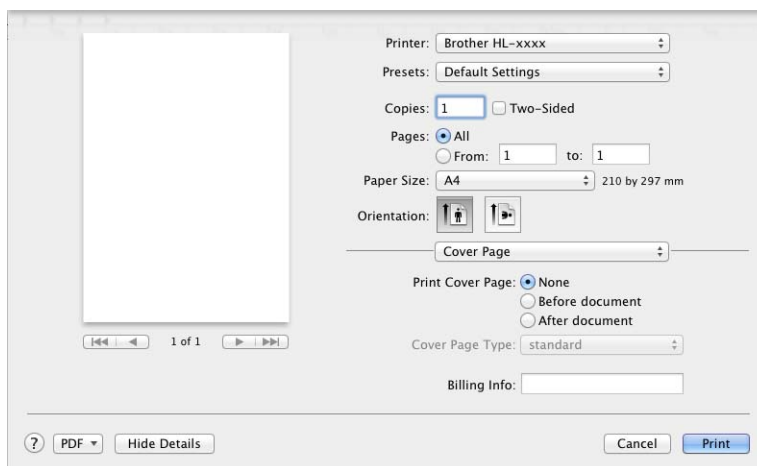 Printer: Brother HL-xxxx
Presets: Default Settings
Copies: 1 Two-Sided
Pages: All
From: 1 to: 1
Paper Size: A4 210 by 297 mm
Orientation:
Cover Page
Print Cover Page: None
Before document
After document
Cover Page Type: standard
Billing Info:
1 of 1
? PDF Hide Details Cancel Print